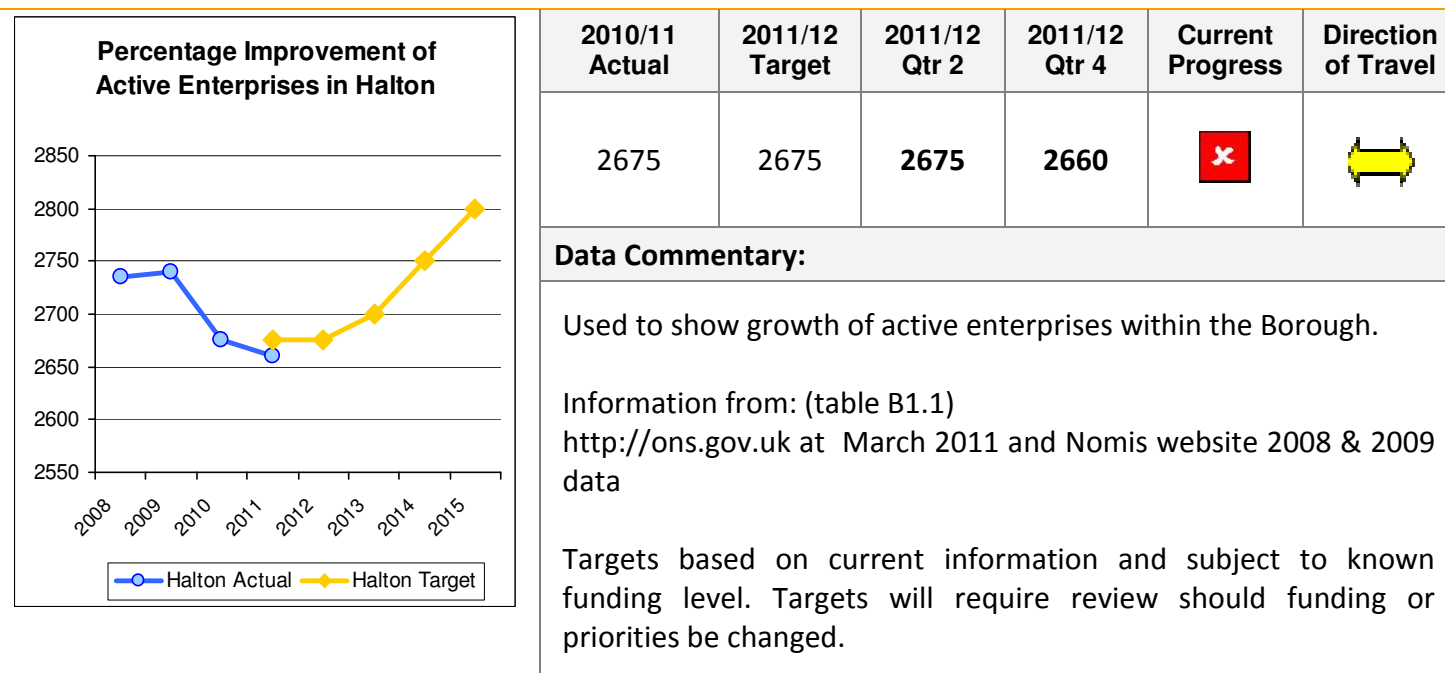 Percentage Improvement of
Active Enterprises in Halton
2850
2800
2750
2700
2650
2600
2550
2008
2009
2010
2011
2012
2013
2014
2015
Halton Actual
Halton Target
2010/11 Actual
2011/12 Target
2011/12 Qtr 2
2011/12 Qtr 4
Current Progress
Direction of Travel
2675
2675
2675
2660
Data Commentary:
Used to show growth of active enterprises within the Borough.
Information from: (table B1.1)
http://ons.gov.uk at March 2011 and Nomis website 2008 & 2009
data
Targets based on current information and subject to known
funding level. Targets will require review should funding or
priorities be changed.